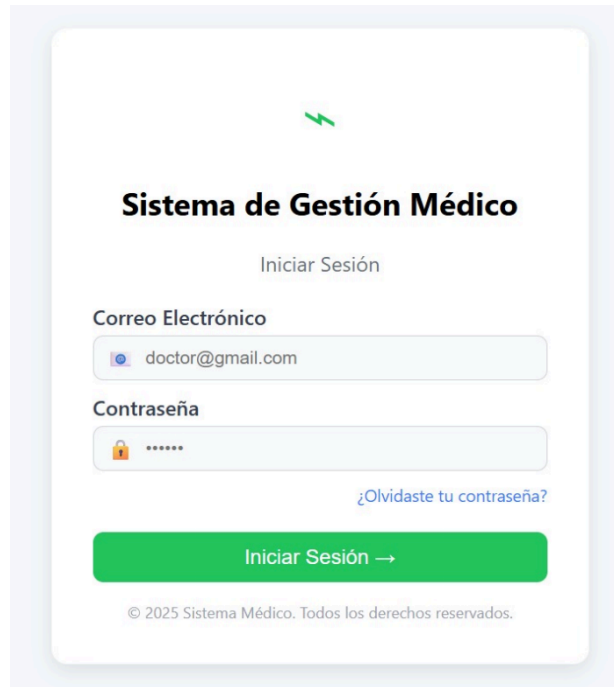 Sistema de Gestión Médico
Iniciar Sesión
Correo Electrónico
doctor@gmail.com
Contraseña
••••••
¿Olvidaste tu contraseña?
Iniciar Sesión →
© 2025 Sistema Médico. Todos los derechos reservados.